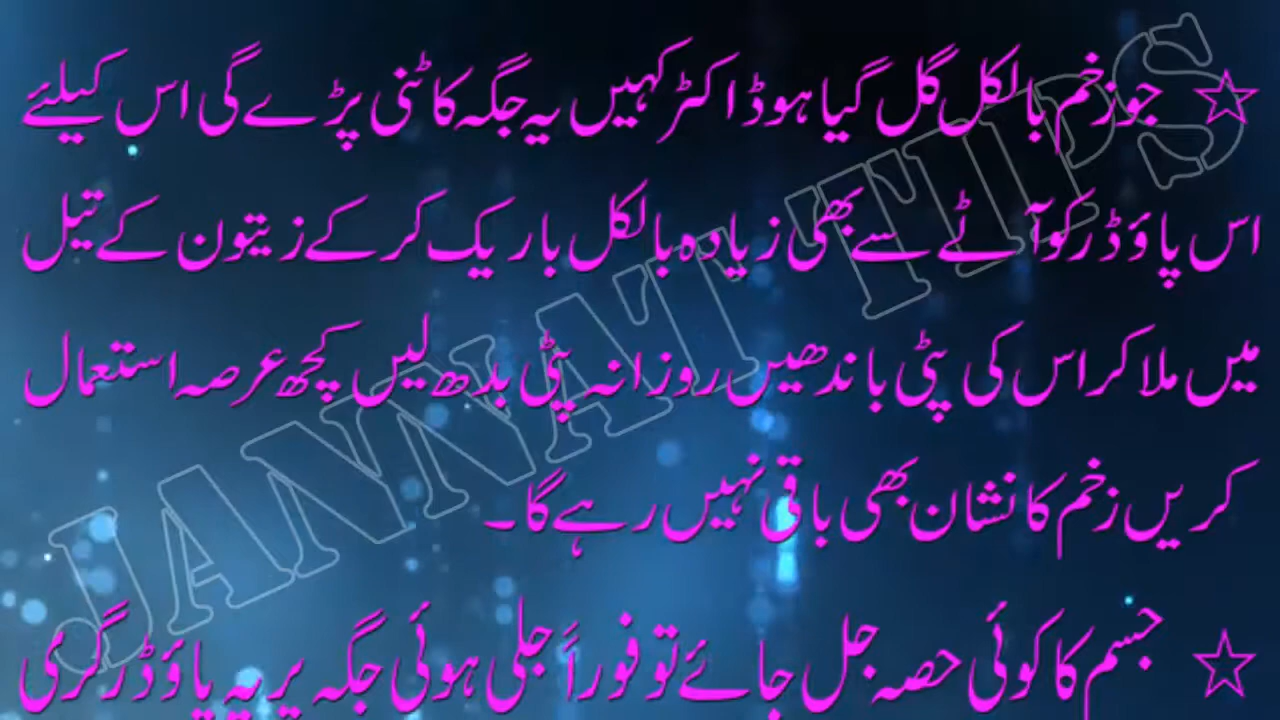 ☆ جو زخم بالکل گل گیا ہو ڈاکٹر کہیں یہ جگہ کاٹنی پڑے گی اس کیلئے
اس پاؤڈر کو آٹے سے بھی زیادہ بالکل باریک کر کے زیتون کے تیل
میں ملا کر اس کی پٹی باندھیں روزانہ پٹی بدھ لیں کچھ عرصہ استعمال
کریں زخم کا نشان بھی باقی نہیں رہے گا۔
☆ جسم کا کوئی حصہ جل جائے تو فوراً جلی ہوئی جگہ پر یہ پاؤڈر گری
JANNAT TIPS